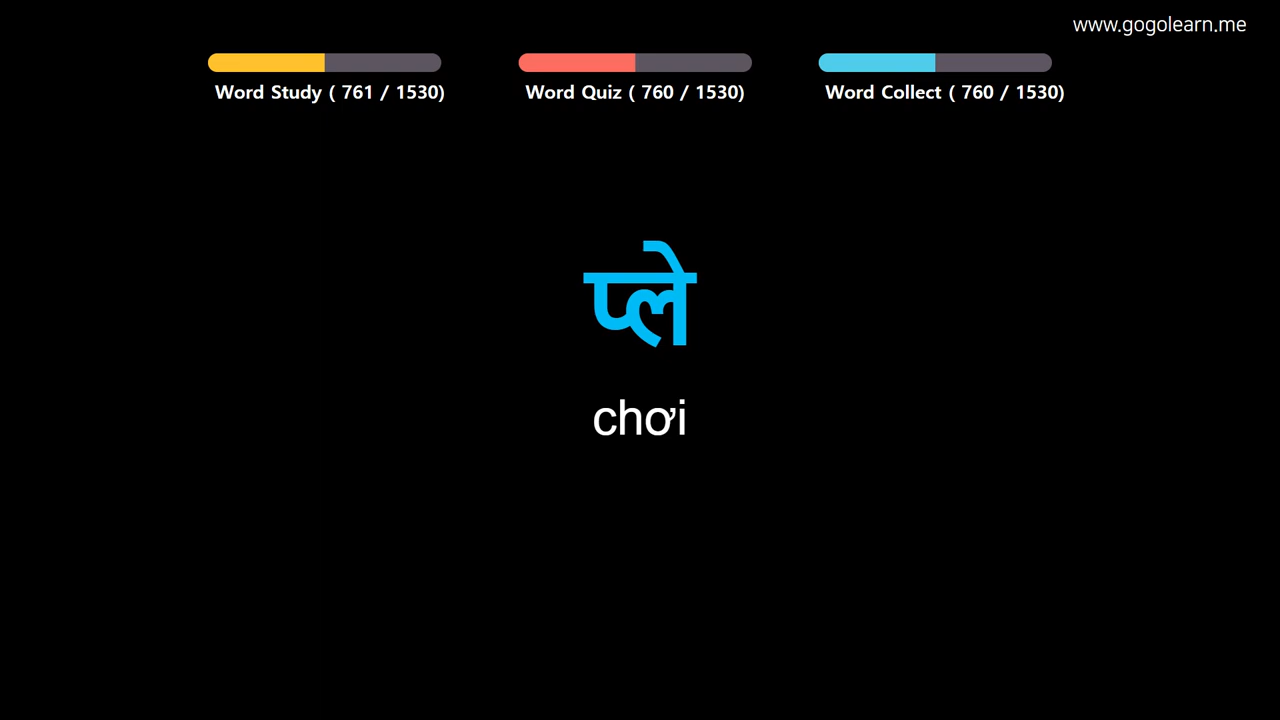 www.gogolearn.me
Word Study ( 761 / 1530)
Word Quiz ( 760 / 1530)
Word Collect ( 760 / 1530)
प्ले
chơi